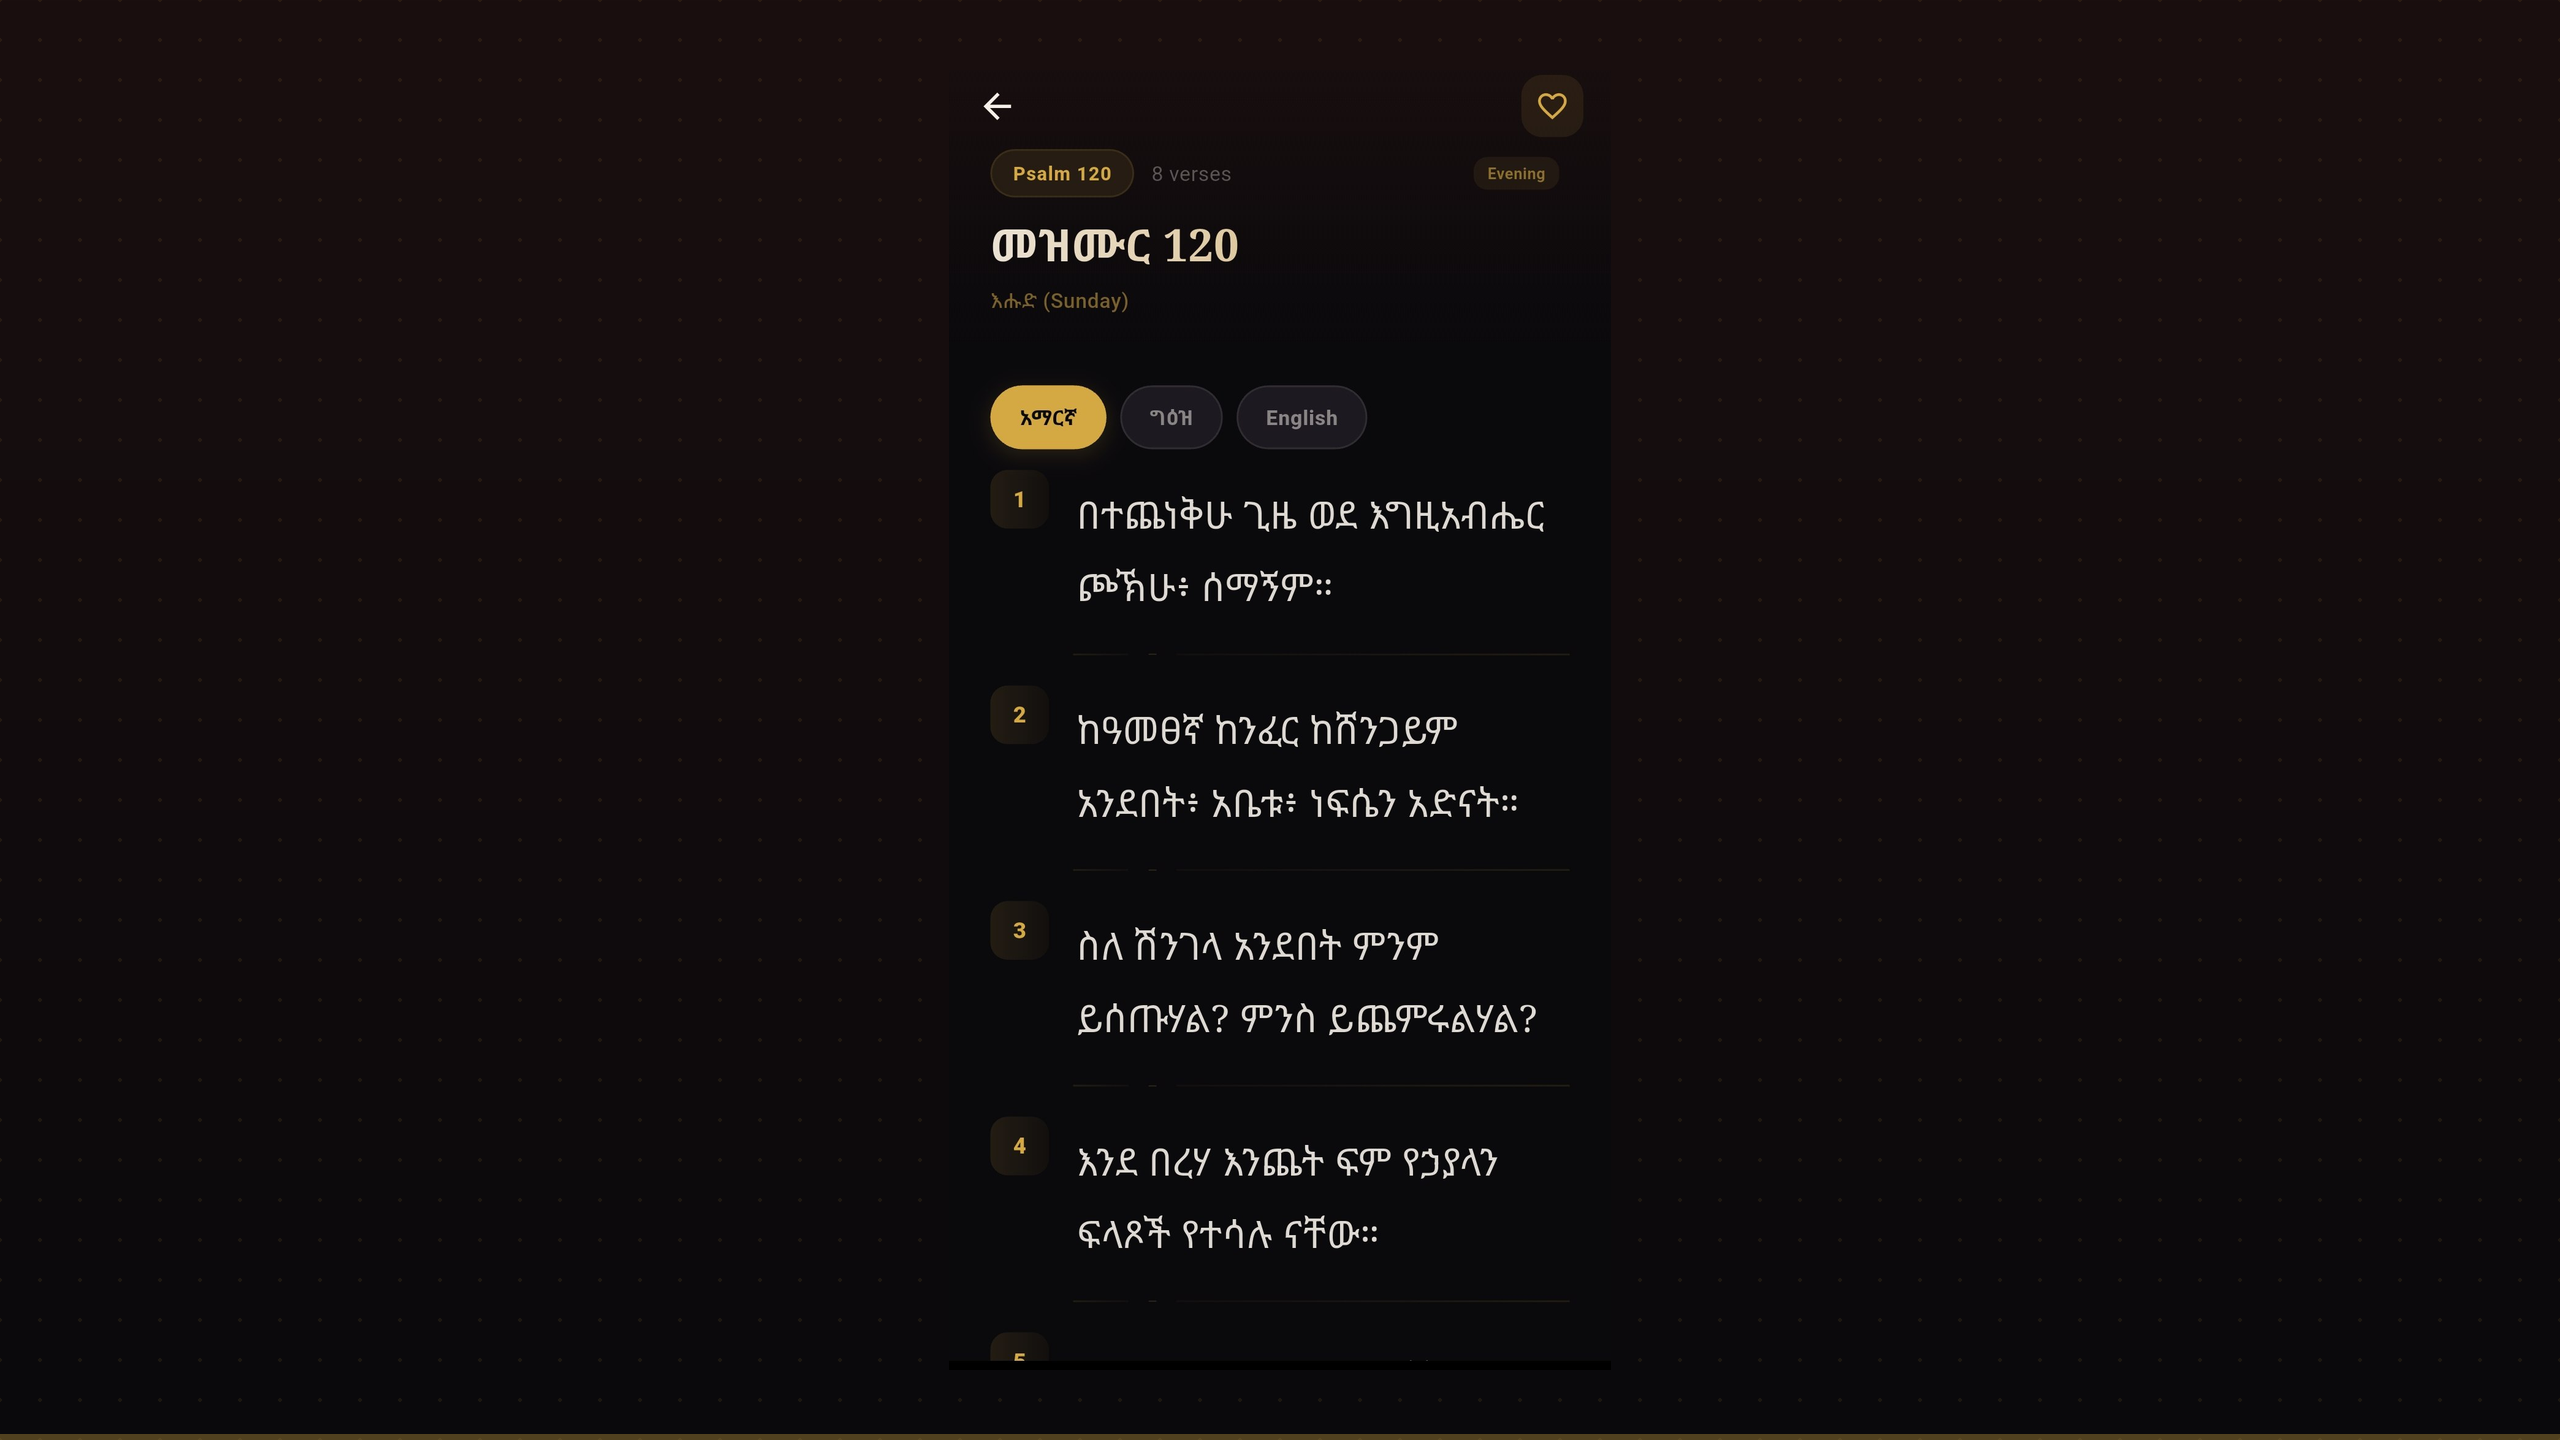 Psalm 120 8 verses Evening
መዝሙር 120
እሑድ (Sunday)
አማርኛ ግዕዝ English
1 በተጨነቅሁ ጊዜ ወደ እግዚአብሔር
ጮኽሁ፥ ሰማኝም።
2 ከዓመፀኛ ከንፈር ከሸንጋይም
አንደበት፥ አቤቱ፥ ነፍሴን አድናት።
3 ስለ ሽንገላ አንደበት ምንም
ይሰጡሃል? ምንስ ይጨምሩልሃል?
4 እንደ በረሃ እንጨት ፍም የኃያላን
ፍላጾች የተሳሉ ናቸው።
5